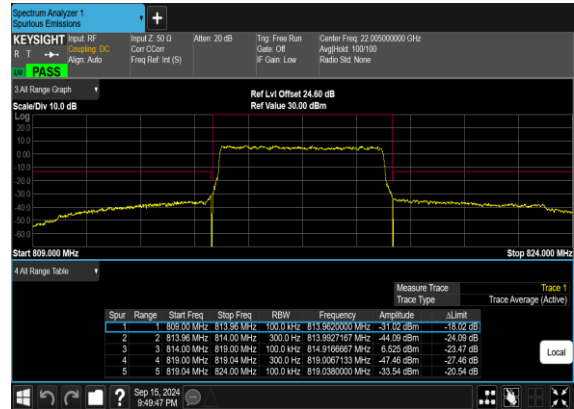 Spectrum Analyzer 1
Spurious Emissions
KEYSIGHT Input: RF Input Z: 50 Ω Atten: 20 dB Trig: Free Run Center Freq: 22.005000000 GHz
R T Coupling: DC Corr CCorr Gate: Off Avg|Hold: 100/100
Align: Auto Freq Ref: Int (S) IF Gain: Low Radio Std: None
LW PASS
3 All Range Graph
Ref Lvl Offset 24.60 dB
Scale/Div 10.0 dB Ref Value 30.00 dBm
Log
20.0
10.0
0.00
-10.0
-20.0
-30.0
-40.0
-50.0
-60.0
Start 809.000 MHz Stop 824.000 MHz
4 All Range Table
Measure Trace Trace 1
Trace Type Trace Average (Active)
Spur Range Start Freq Stop Freq RBW Frequency Amplitude ΔLimit
1 1 809.00 MHz 813.96 MHz 100.0 kHz 813.9620000 MHz -31.02 dBm -18.02 dB
2 2 813.96 MHz 814.00 MHz 300.0 Hz 813.9927167 MHz -44.09 dBm -24.09 dB
3 3 814.00 MHz 819.00 MHz 100.0 kHz 814.9166667 MHz 6.525 dBm -23.47 dB
4 4 819.00 MHz 819.04 MHz 300.0 Hz 819.0067133 MHz -47.46 dBm -27.46 dB
5 5 819.04 MHz 824.00 MHz 100.0 kHz 819.0380000 MHz -33.54 dBm -20.54 dB
Local
? Sep 15, 2024
9:49:47 PM